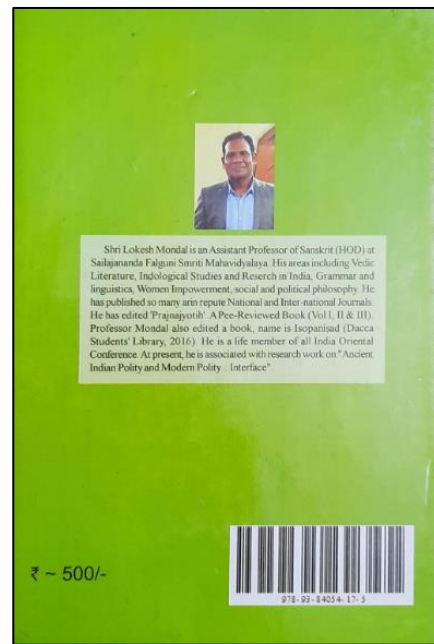 Shri Lokesh Mondal is an Assistant Professor of Sanskrit (HOD) at
Sailajananda Falguni Smriti Mahavidyalaya. His areas including Vedic
Literature, Indological Studies and Reserch in India, Grammar and
linguistics, Women Empowerment, social and political philosophy. He
has published so many arin repute National and Inter-national Journals.
He has edited 'Prajnajyotih' A Pee-Reviewed Book (Vol I, II & III).
Professor Mondal also edited a book, name is Isopaniṣad (Dacca
Students' Library, 2016). He is a life member of all India Oriental
Conference. At present, he is associated with research work on "Ancient
Indian Polity and Modern Polity : Interface".
₹ ~ 500/-
978-93-84054-17-5